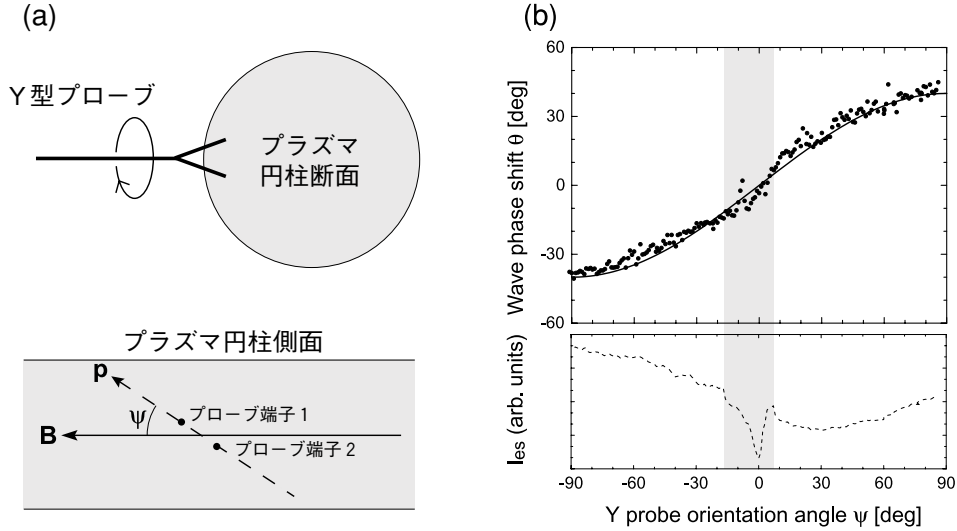 (a)
Y型プローブ
プラズマ
円柱断面
プラズマ円柱側面
p
ψ
プローブ端子1
B
プローブ端子2
(b)
60
30
0
-30
-60
Wave phase shift θ [deg]
Ies (arb. units)
-90
-60
-30
0
30
60
90
Y probe orientation angle ψ [deg]